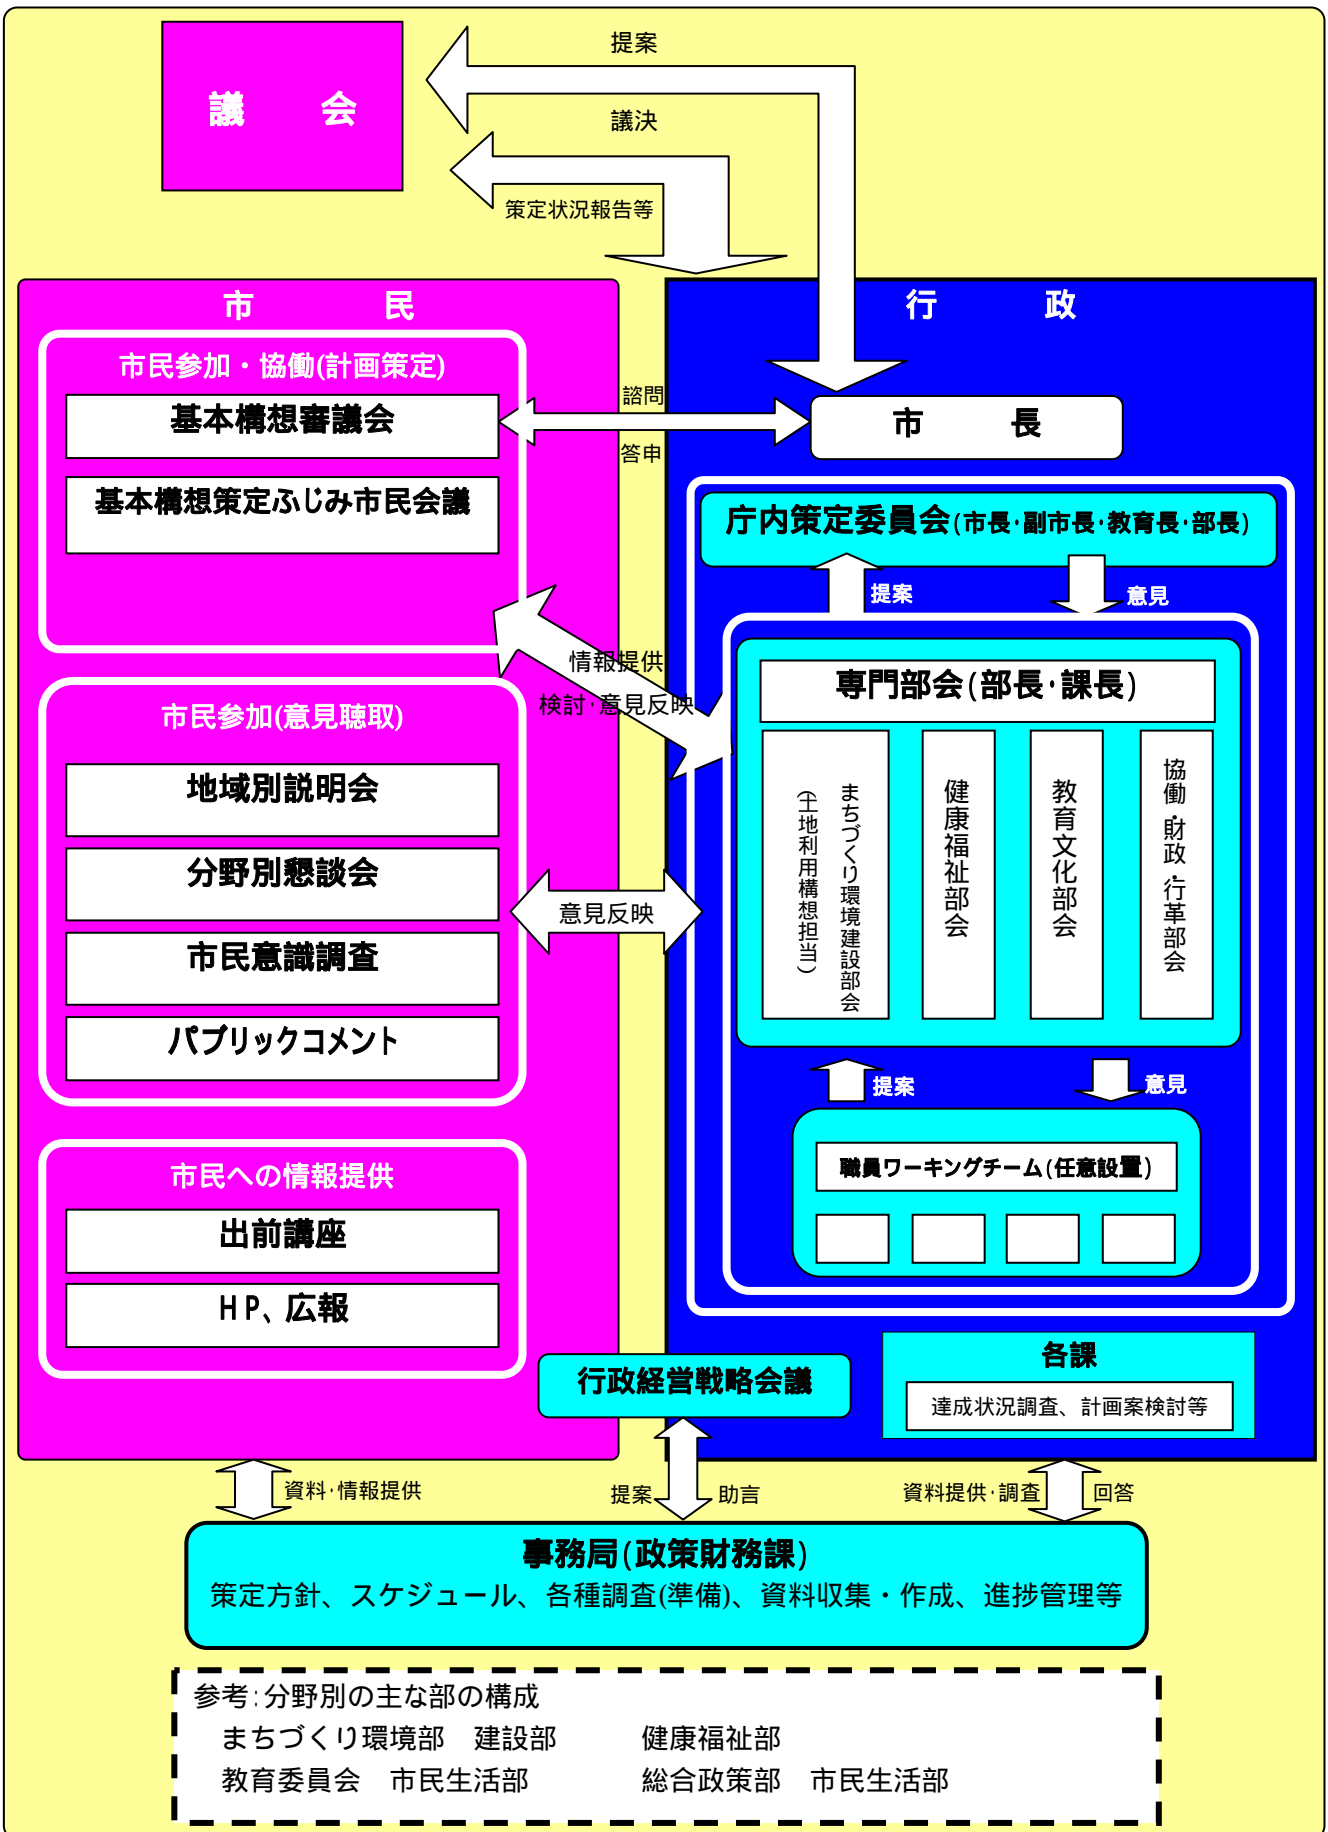 議　会
提案
議決
策定状況報告等
市　民
市民参加・協働(計画策定)
基本構想審議会
基本構想策定ふじみ市民会議
諮問
答申
情報提供
検討・意見反映
市民参加(意見聴取)
地域別説明会
分野別懇談会
市民意識調査
パブリックコメント
意見反映
市民への情報提供
出前講座
HP、広報
行　政
市　長
庁内策定委員会(市長・副市長・教育長・部長)
提案
意見
専門部会(部長・課長)
まちづくり環境建設部会
(土地利用構想担当)
健康福祉部会
教育文化部会
協働・財政・行革部会
提案
意見
職員ワーキングチーム(任意設置)
各課
達成状況調査、計画案検討等
行政経営戦略会議
資料・情報提供
提案
助言
資料提供・調査
回答
事務局(政策財務課)
策定方針、スケジュール、各種調査(準備)、資料収集・作成、進捗管理等
参考:分野別の主な部の構成
まちづくり環境部　建設部　　　健康福祉部
教育委員会　市民生活部　　　　総合政策部　市民生活部